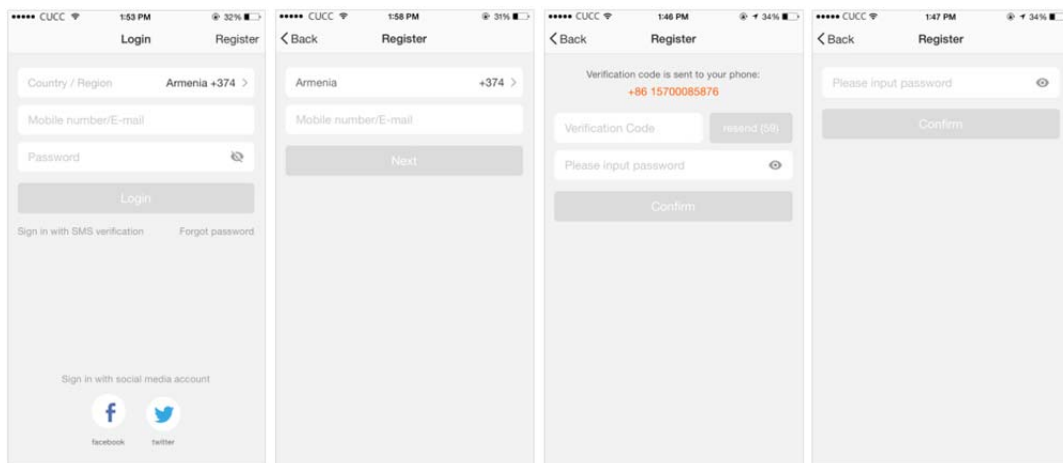 CUCC 1:53 PM 32%
Login Register
Country / Region Armenia +374
Mobile number/E-mail
Password
Login
Sign in with SMS verification Forgot password
Sign in with social media account
facebook twitter
CUCC 1:58 PM 31%
Back Register
Armenia +374
Mobile number/E-mail
Next
CUCC 1:46 PM 34%
Back Register
Verification code is sent to your phone:
+86 15700085876
Verification Code resend (59)
Please input password
Confirm
CUCC 1:47 PM 34%
Back Register
Please input password
Confirm